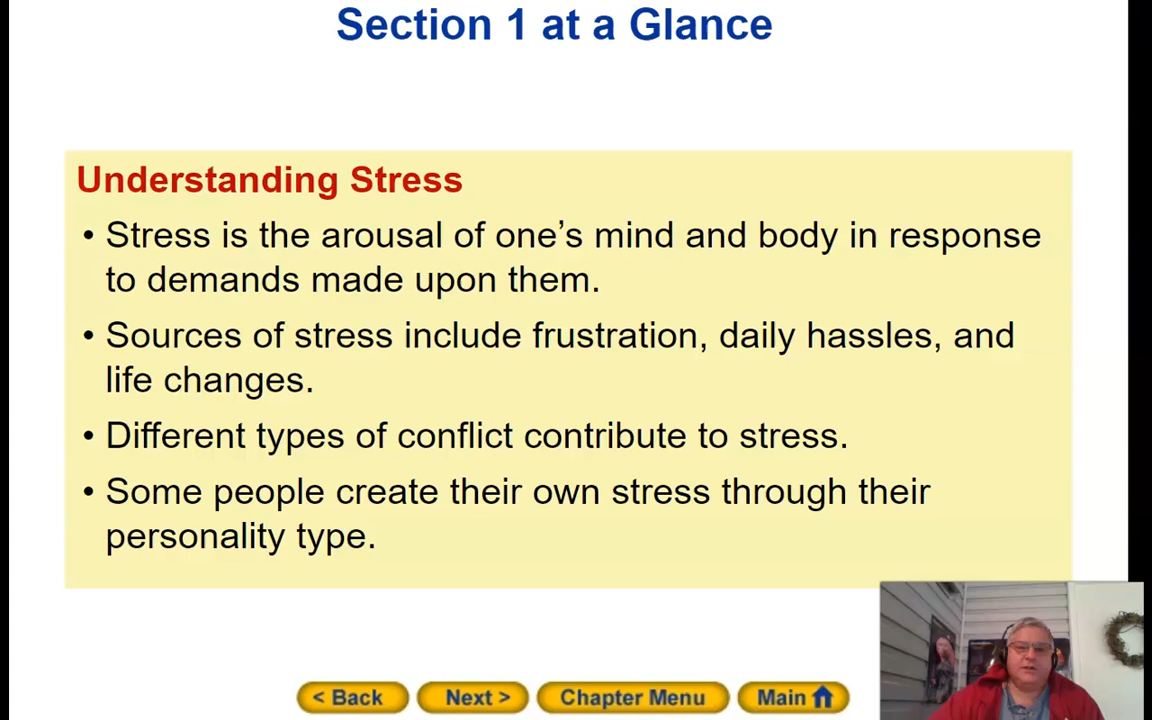 Section 1 at a Glance
Understanding Stress
• Stress is the arousal of one’s mind and body in response
to demands made upon them.
• Sources of stress include frustration, daily hassles, and
life changes.
• Different types of conflict contribute to stress.
• Some people create their own stress through their
personality type.
< Back Next > Chapter Menu Main